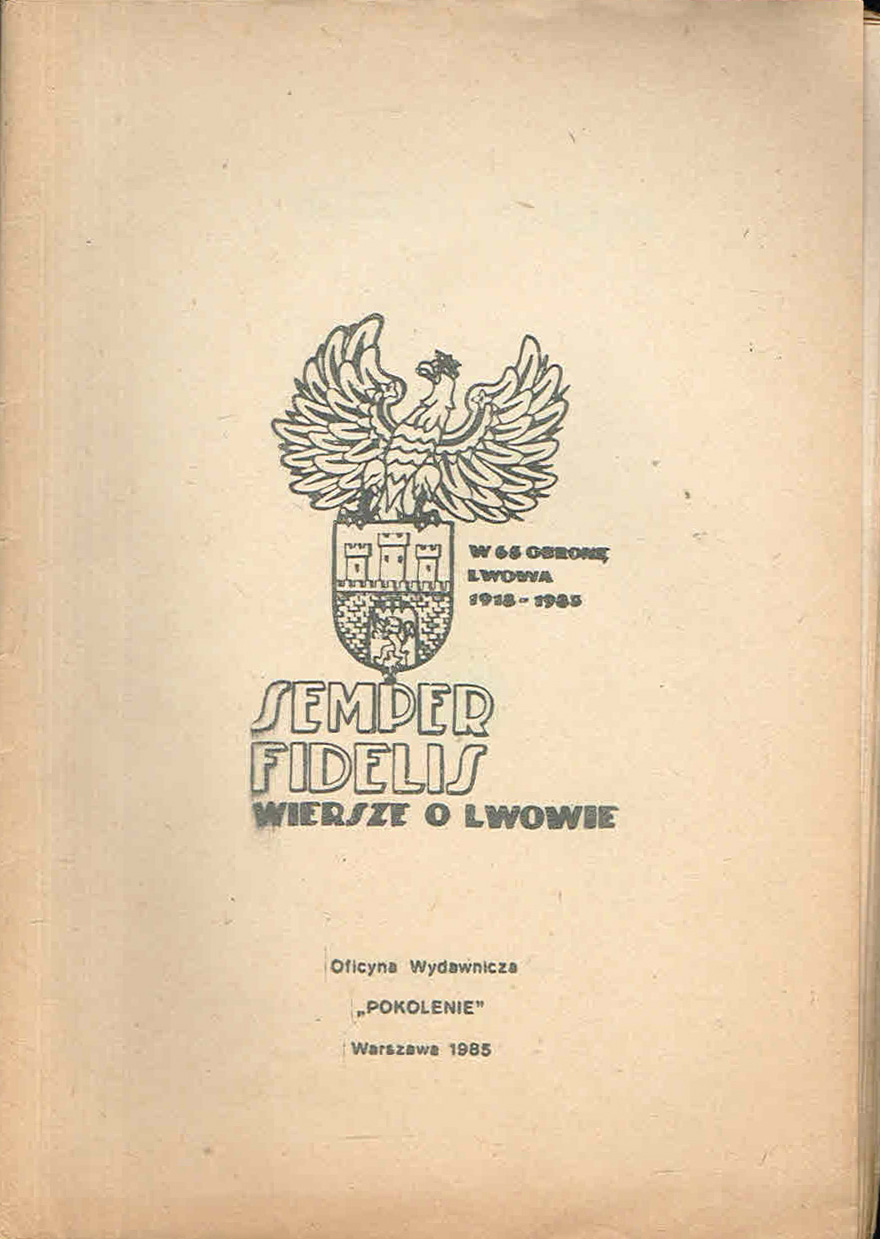 W 65 OBRONĘ
LWOWA
1918 - 1985
SEMPER
FIDELIS
WIERSZE O LWOWIE
Oficyna Wydawnicza
„POKOLENIE”
Warszawa 1985